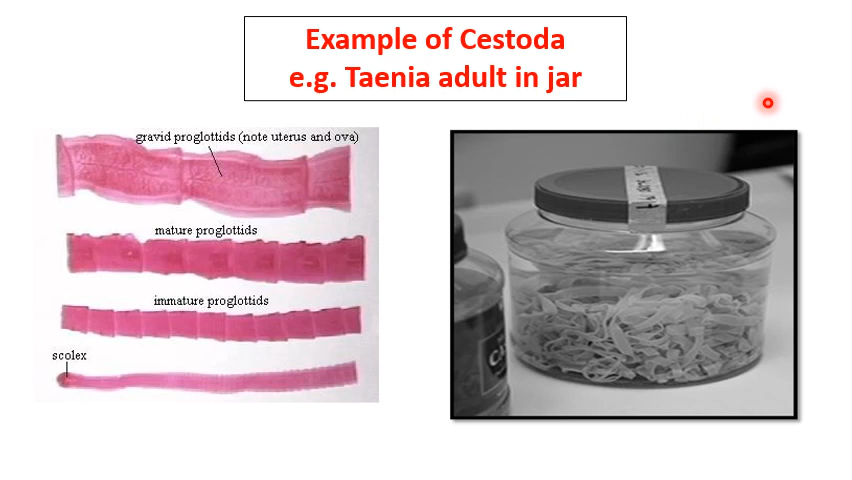 Example of Cestoda
e.g. Taenia adult in jar
gravid proglottids (note uterus and ova)
mature proglottids
immature proglottids
scolex